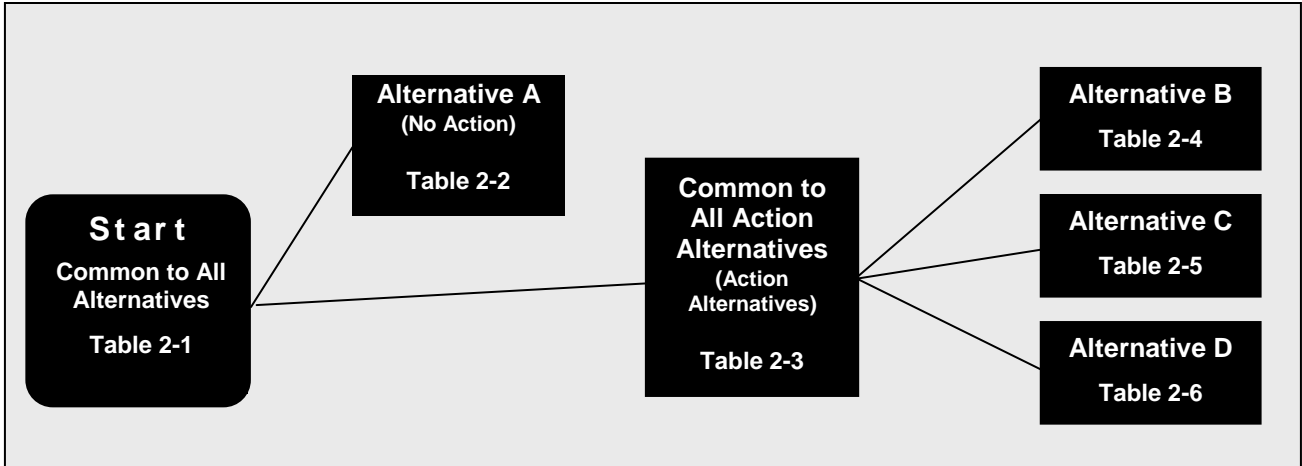 Start
Common to All
Alternatives
Table 2-1
Alternative A
(No Action)
Table 2-2
Common to
All Action
Alternatives
(Action
Alternatives)
Table 2-3
Alternative B
Table 2-4
Alternative C
Table 2-5
Alternative D
Table 2-6